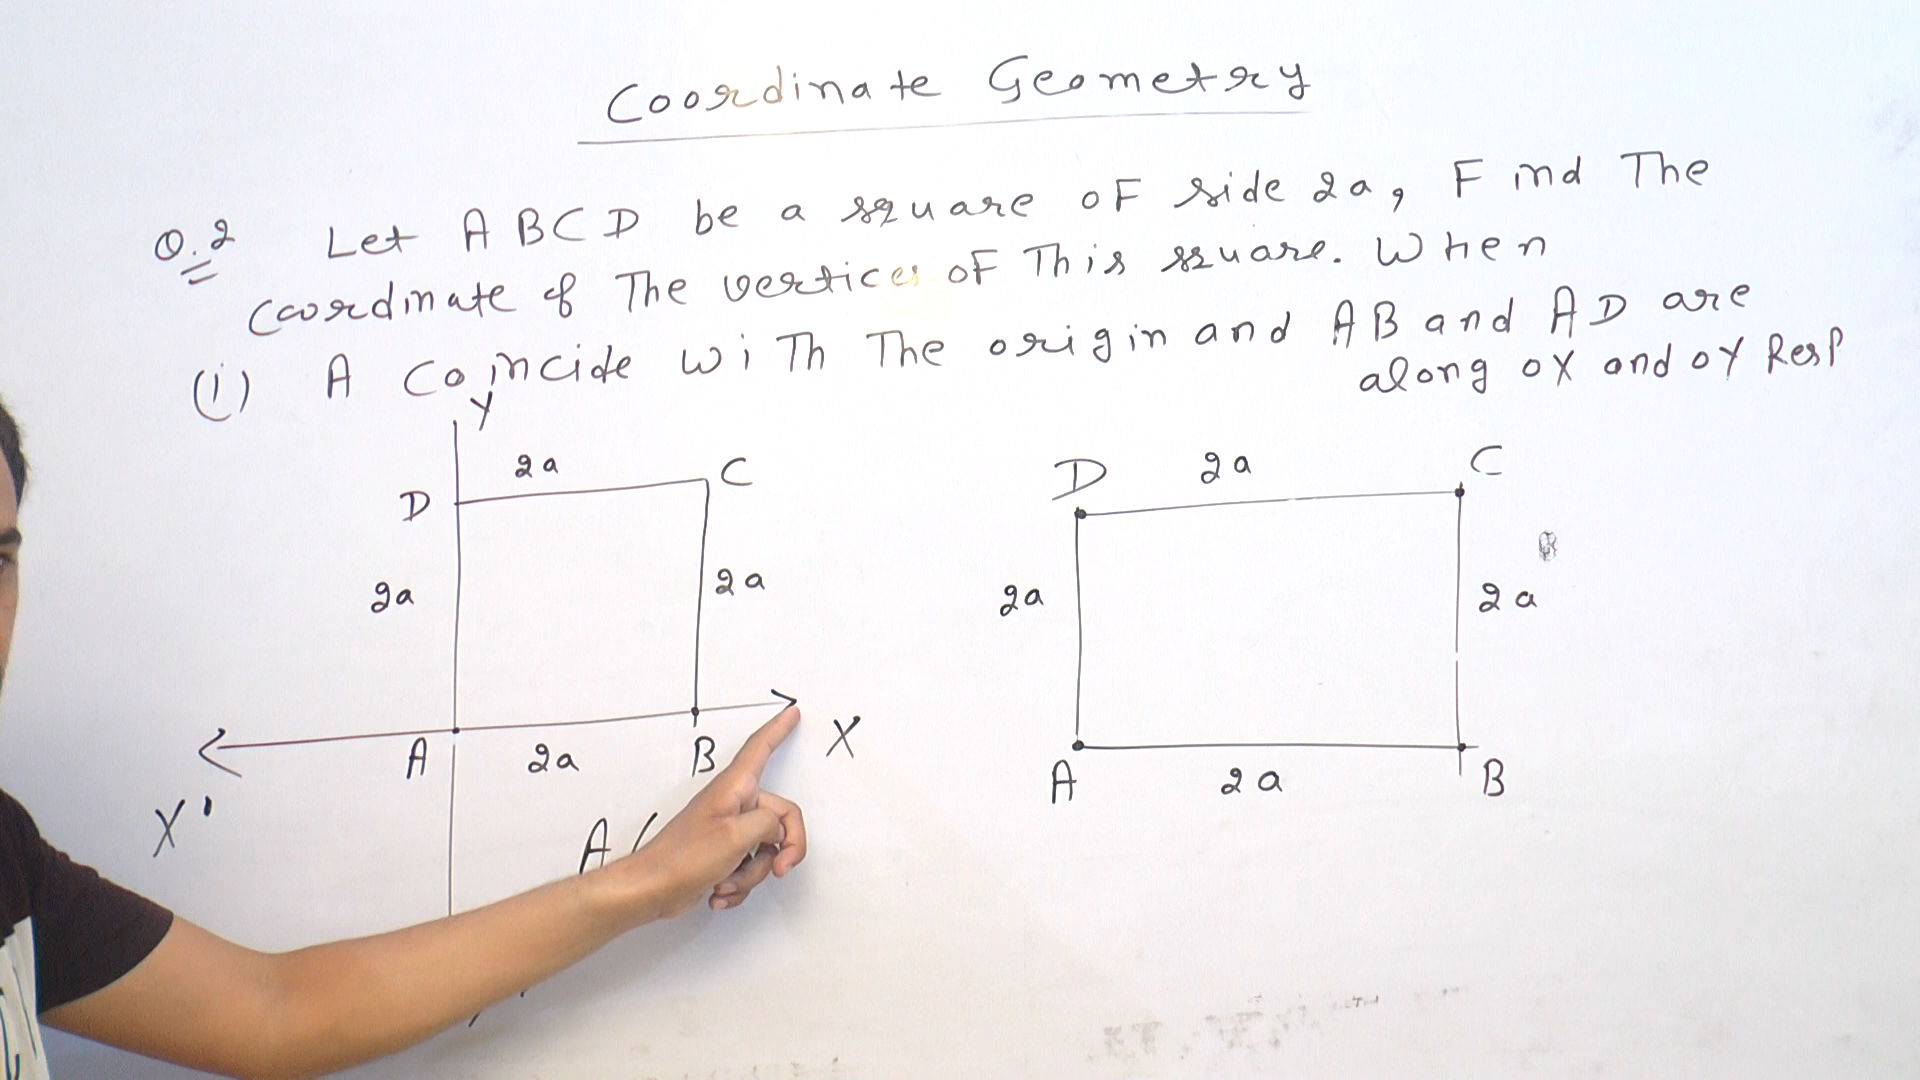 Coordinate Geometry
Q.2 Let ABCD be a square of side 2a, Find The
Coordinate of The vertices of This square. When
(i) A Coincide with The origin and AB and AD are
along OX and OY Resp
Y
2a C
D
2a
2a
A 2a B
X
X'
A (
D 2a C
2a
2a
A 2a B